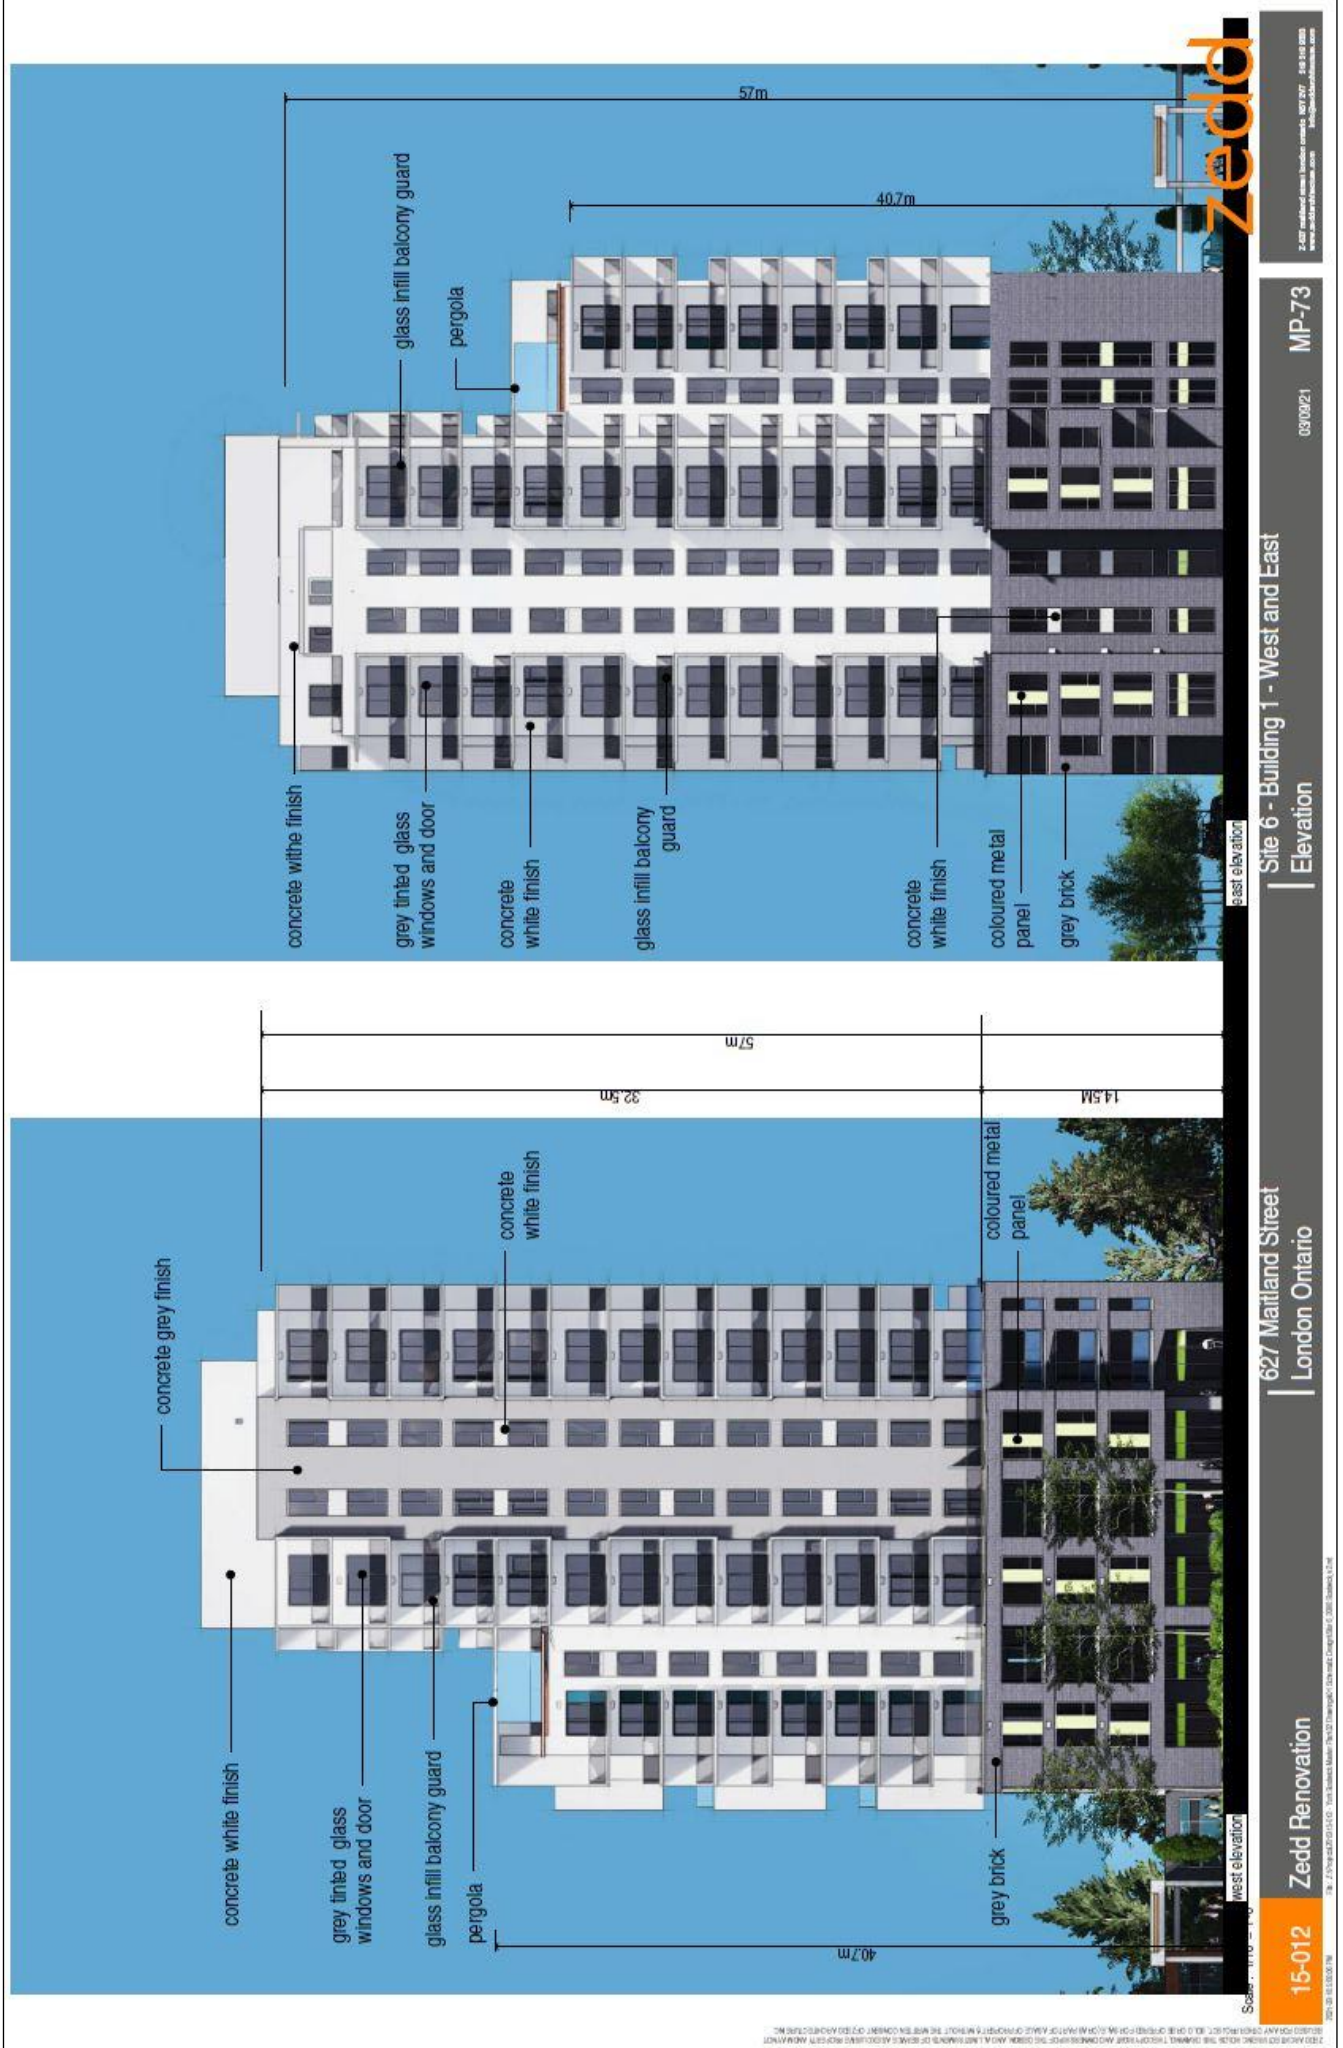 concrete white finish
grey tinted glass
windows and door
glass infill balcony guard
pergola
40.7m
grey brick
concrete grey finish
concrete
white finish
coloured metal
panel
57m
32.5m
14.5M
west elevation
concrete withe finish
grey tinted glass
windows and door
concrete
white finish
glass infill balcony
guard
concrete
white finish
coloured metal
panel
grey brick
glass infill balcony guard
pergola
57m
40.7m
east elevation
15-012
Zedd Renovation
627 Maitland Street
London Ontario
Site 6 - Building 1 - West and East
Elevation
03/09/21
MP-73
zedd